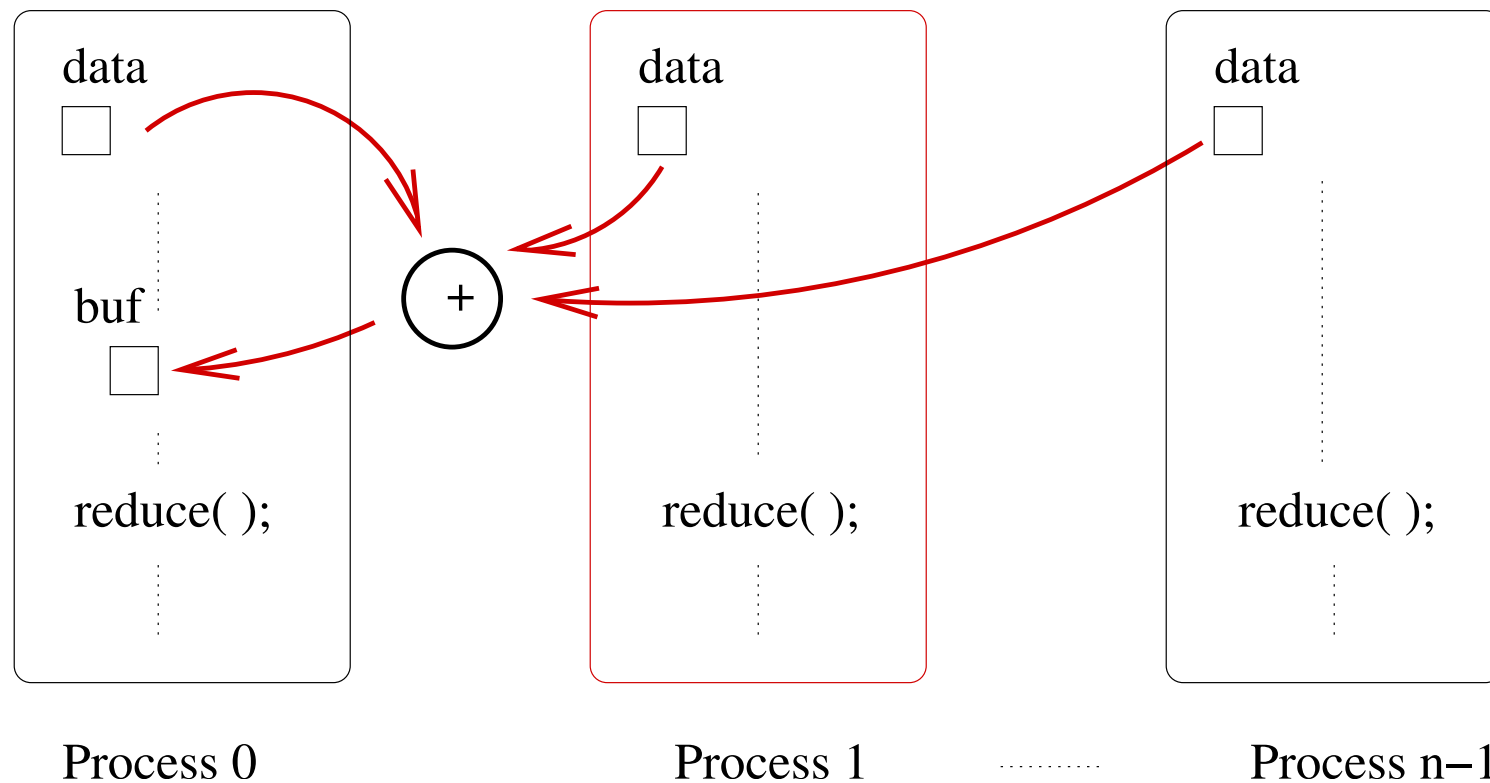 data data data
+
buf
reduce( ); reduce( ); reduce( );
Process 0 Process 1 Process n−1